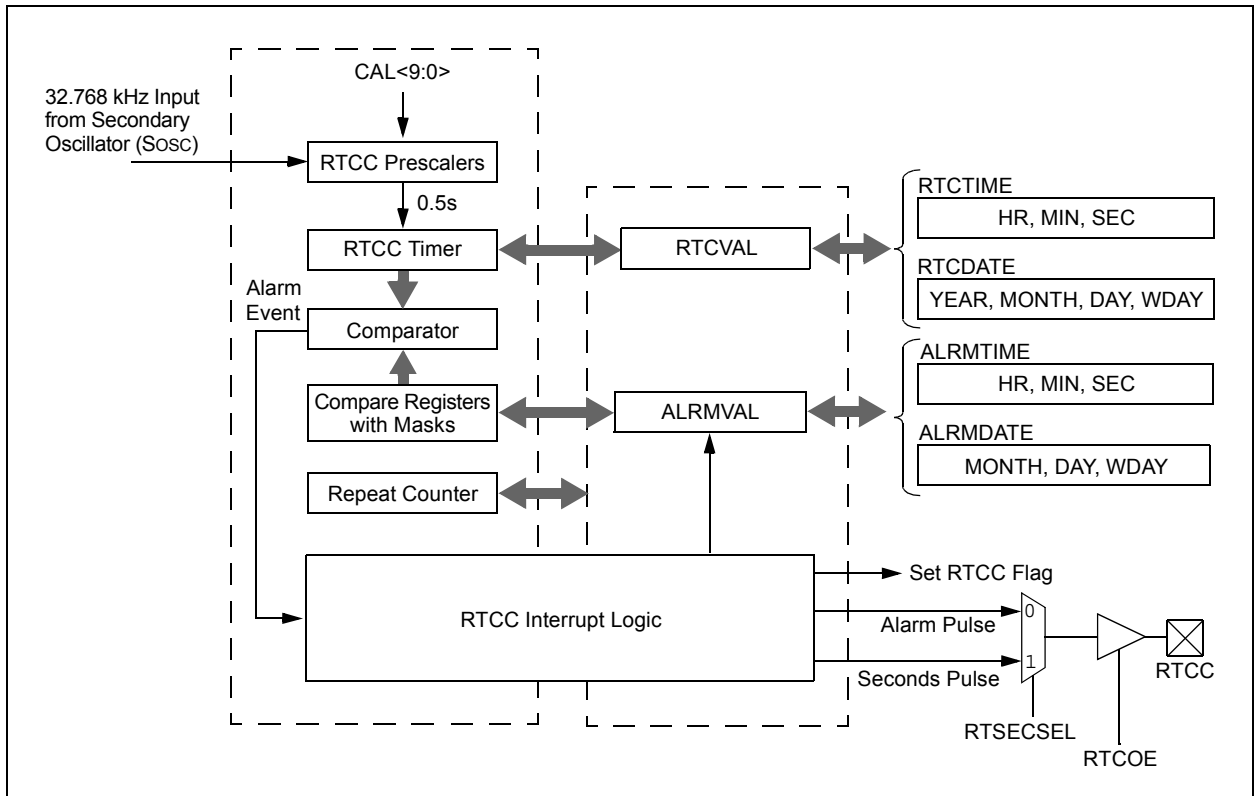 CAL<9:0>
32.768 kHz Input
from Secondary
Oscillator (SOSC)
RTCC Prescalers
0.5s
RTCC Timer
RTCVAL
RTCTIME
HR, MIN, SEC
RTCDATE
YEAR, MONTH, DAY, WDAY
Alarm
Event
Comparator
Compare Registers
with Masks
ALRMVAL
ALRMTIME
HR, MIN, SEC
ALRMDATE
MONTH, DAY, WDAY
Repeat Counter
RTCC Interrupt Logic
Set RTCC Flag
Alarm Pulse
0
Seconds Pulse
1
RTCC
RTSECSEL
RTCOE